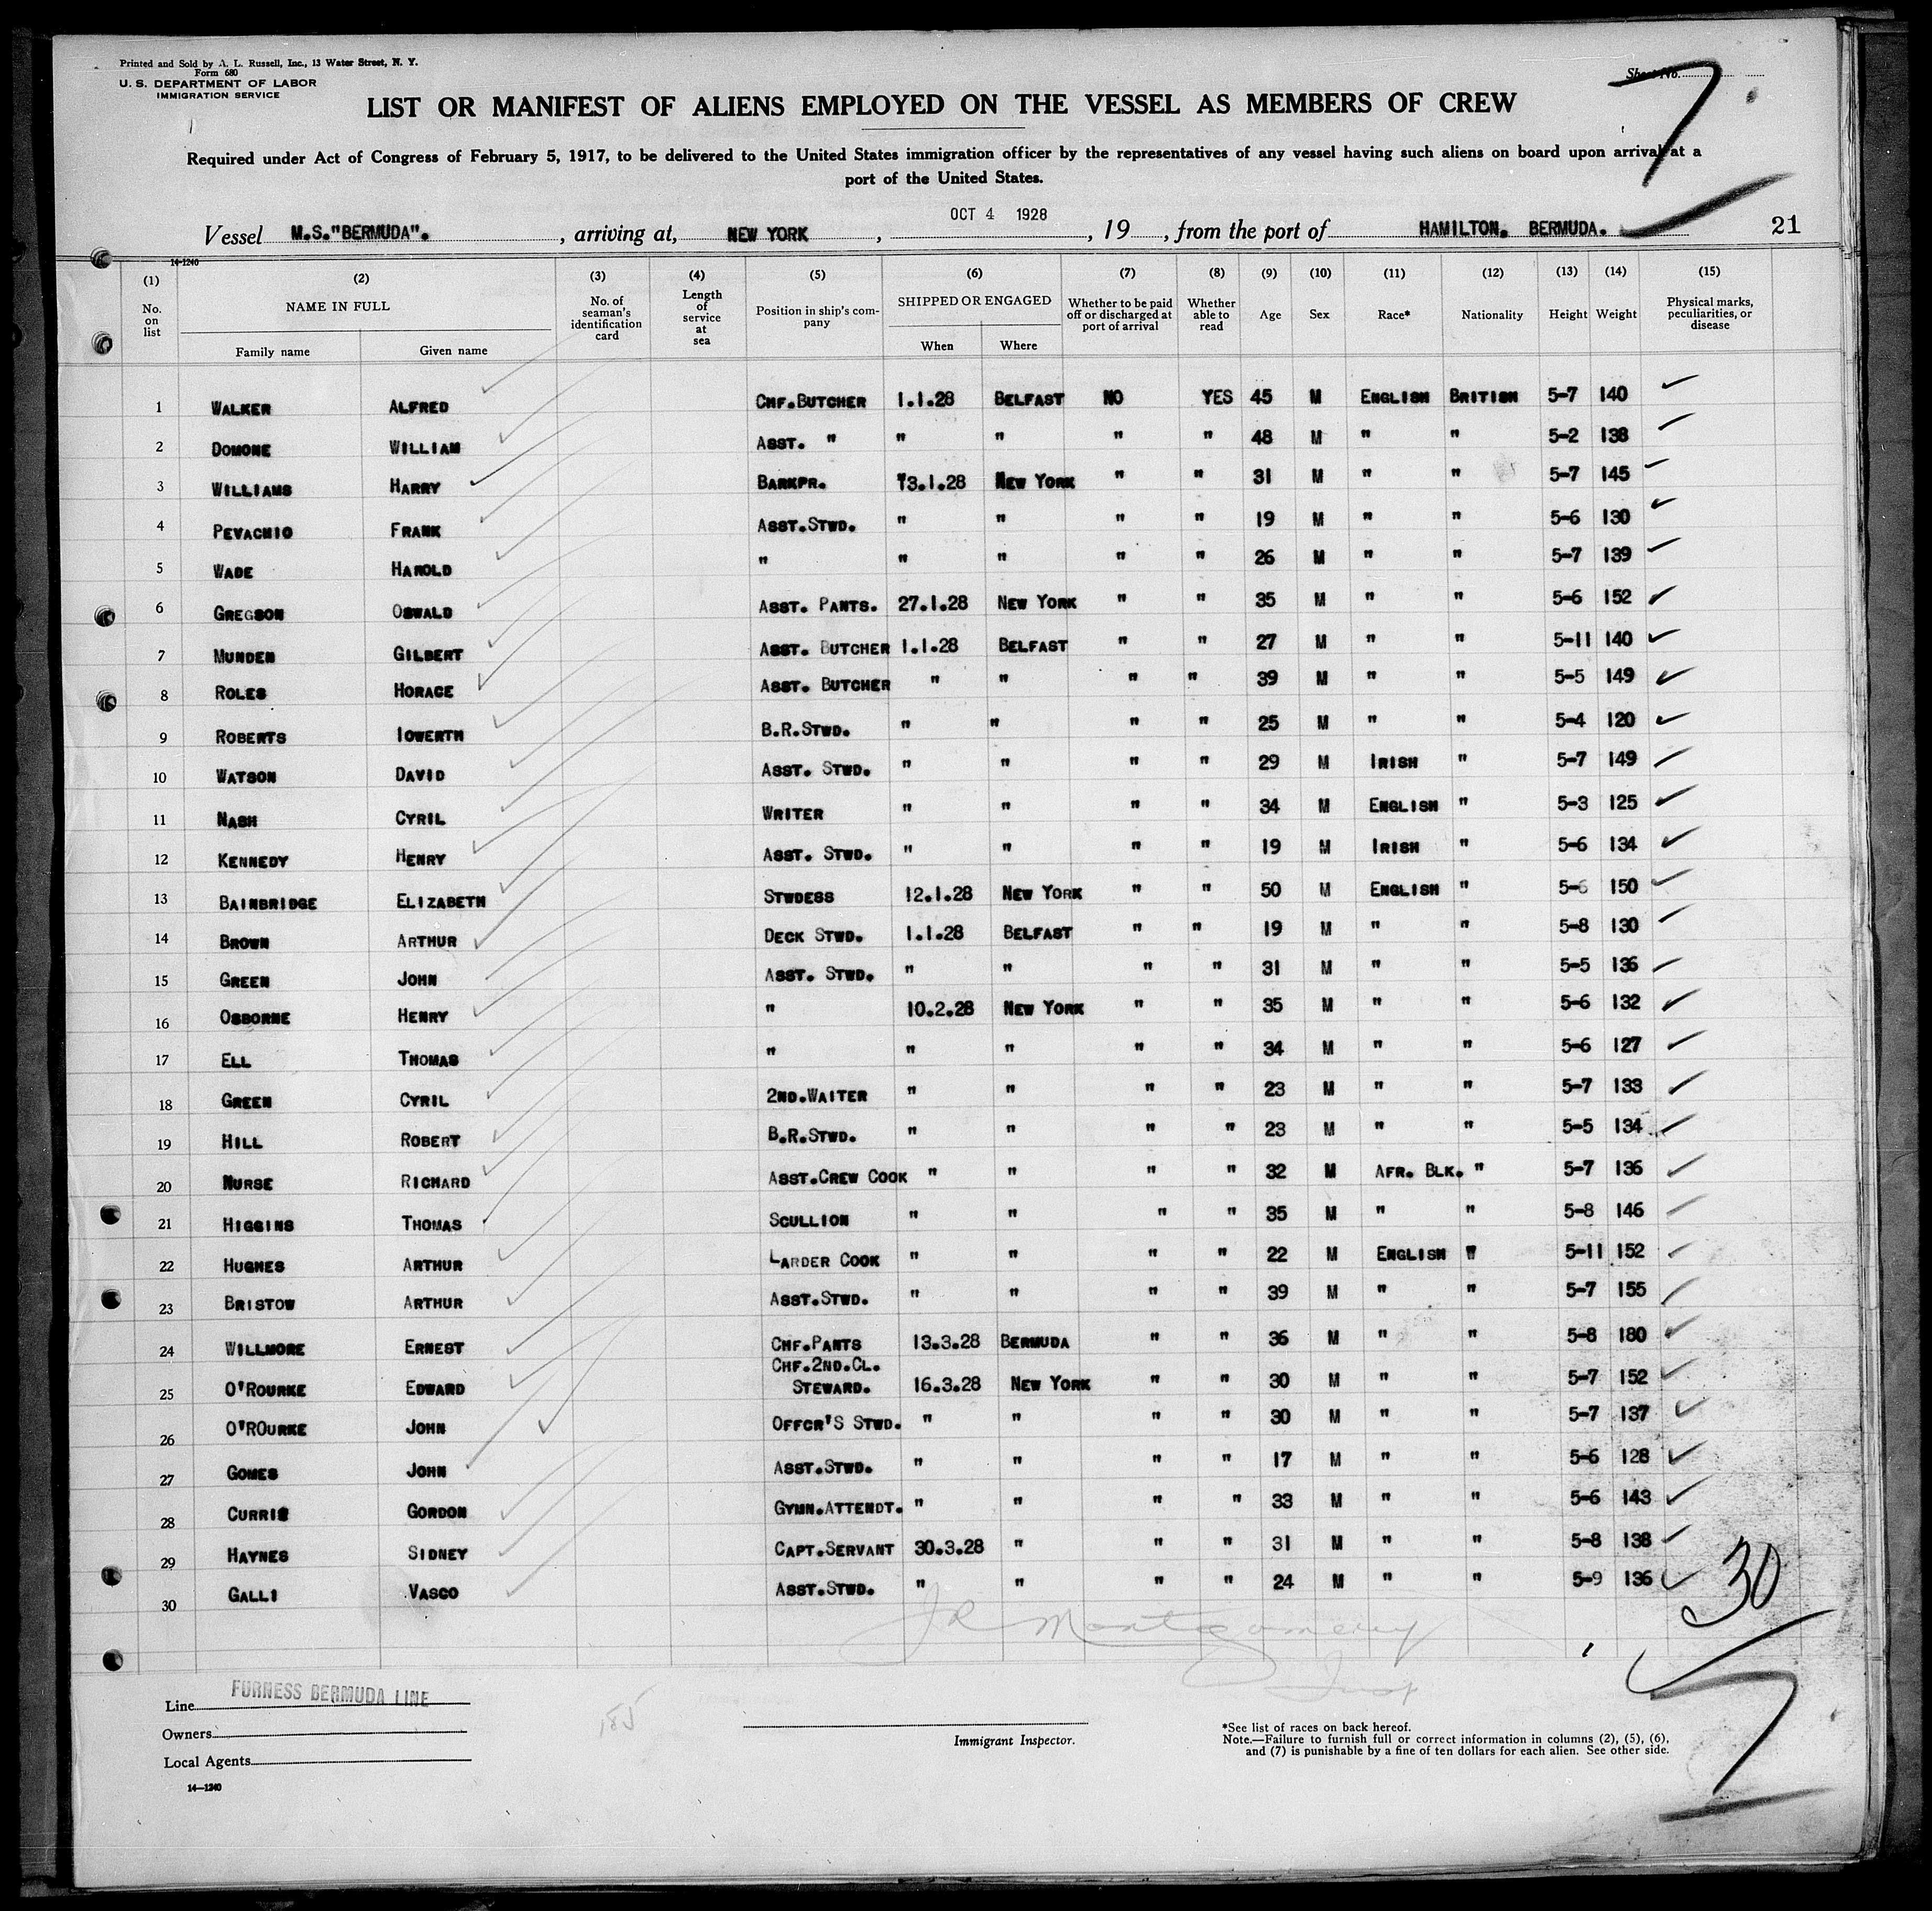 Printed and Sold by A. L. Russell, Inc., 13 Water Street, N. Y.
Form 680
U. S. DEPARTMENT OF LABOR
IMMIGRATION SERVICE
Sheet No.
7
LIST OR MANIFEST OF ALIENS EMPLOYED ON THE VESSEL AS MEMBERS OF CREW
Required under Act of Congress of February 5, 1917, to be delivered to the United States immigration officer by the representatives of any vessel having such aliens on board upon arrival at a
port of the United States.
OCT 4 1928
Vessel M.S."BERMUDA". , arriving at, NEW YORK , , 19 , from the port of HAMILTON. BERMUDA. 21
14-1240
(1) (2) (3) (4) (5) (6) (7) (8) (9) (10) (11) (12) (13) (14) (15)
No. on list NAME IN FULL Family name Given name No. of seaman's identification card Length of service at sea Position in ship's company SHIPPED OR ENGAGED When Where Whether to be paid off or discharged at port of arrival Whether able to read Age Sex Race* Nationality Height Weight Physical marks, peculiarities, or disease
1 WALKER ALFRED CHF.BUTCHER 1.1.28 BELFAST NO YES 45 M ENGLISH BRITISH 5-7 140
2 DOMONE WILLIAM ASST. " " " " " 48 M " " 5-2 138
3 WILLIAMS HARRY BARKPR. 13.1.28 NEW YORK " " 31 M " " 5-7 145
4 PEVACHIO FRANK ASST.STWD. " " " " 19 M " " 5-6 130
5 WADE HAROLD " " " " " 26 M " " 5-7 139
6 GREGSON OSWALD ASST. PANTS. 27.1.28 NEW YORK " " 35 M " " 5-6 152
7 MUNDEN GILBERT ASST. BUTCHER 1.1.28 BELFAST " " 27 M " " 5-11 140
8 ROLES HORACE ASST. BUTCHER " " " " 39 M " " 5-5 149
9 ROBERTS IOWERTH B.R.STWD. " " " " 25 M " " 5-4 120
10 WATSON DAVID ASST. STWD. " " " " 29 M IRISH " 5-7 149
11 NASH CYRIL WRITER " " " " 34 M ENGLISH " 5-3 125
12 KENNEDY HENRY ASST. STWD. " " " " 19 M IRISH " 5-6 134
13 BAINBRIDGE ELIZABETH STWDESS 12.1.28 NEW YORK " " 50 M ENGLISH " 5-6 150
14 BROWN ARTHUR DECK STWD. 1.1.28 BELFAST " " 19 M " " 5-8 130
15 GREEN JOHN ASST. STWD. " " " " 31 M " " 5-5 136
16 OSBORNE HENRY " 10.2.28 NEW YORK " " 35 M " " 5-6 132
17 ELL THOMAS " " " " " 34 M " " 5-6 127
18 GREEN CYRIL 2ND.WAITER " " " " 23 M " " 5-7 133
19 HILL ROBERT B.R.STWD. " " " " 23 M " " 5-5 134
20 NURSE RICHARD ASST.CREW COOK " " " " 32 M AFR. BLK. " 5-7 136
21 HIGGINS THOMAS SCULLION " " " " 35 M " " 5-8 146
22 HUGHES ARTHUR LARDER COOK " " " " 22 M ENGLISH " 5-11 152
23 BRISTOW ARTHUR ASST.STWD. " " " " 39 M " " 5-7 155
24 WILLMORE ERNEST CHF.PANTS 13.3.28 BERMUDA " " 36 M " " 5-8 180
25 O'ROURKE EDWARD CHF.2ND.CL. STEWARD. 16.3.28 NEW YORK " " 30 M " " 5-7 152
26 O'ROURKE JOHN OFFCR'S STWD. " " " " 30 M " " 5-7 137
27 GOMES JOHN ASST.STWD. " " " " 17 M " " 5-6 128
28 CURRIE GORDON GYMN.ATTENDT. " " " " 33 M " " 5-6 143
29 HAYNES SIDNEY CAPT.SERVANT 30.3.28 " " " 31 M " " 5-8 138
30 GALLI VASCO ASST.STWD. " " " " 24 M " " 5-9 136
30
J R Montgomery
Insp
7
Line FURNESS BERMUDA LINE
Owners
Local Agents
185
Immigrant Inspector.
*See list of races on back hereof.
Note.—Failure to furnish full or correct information in columns (2), (5), (6),
and (7) is punishable by a fine of ten dollars for each alien. See other side.
14—1240